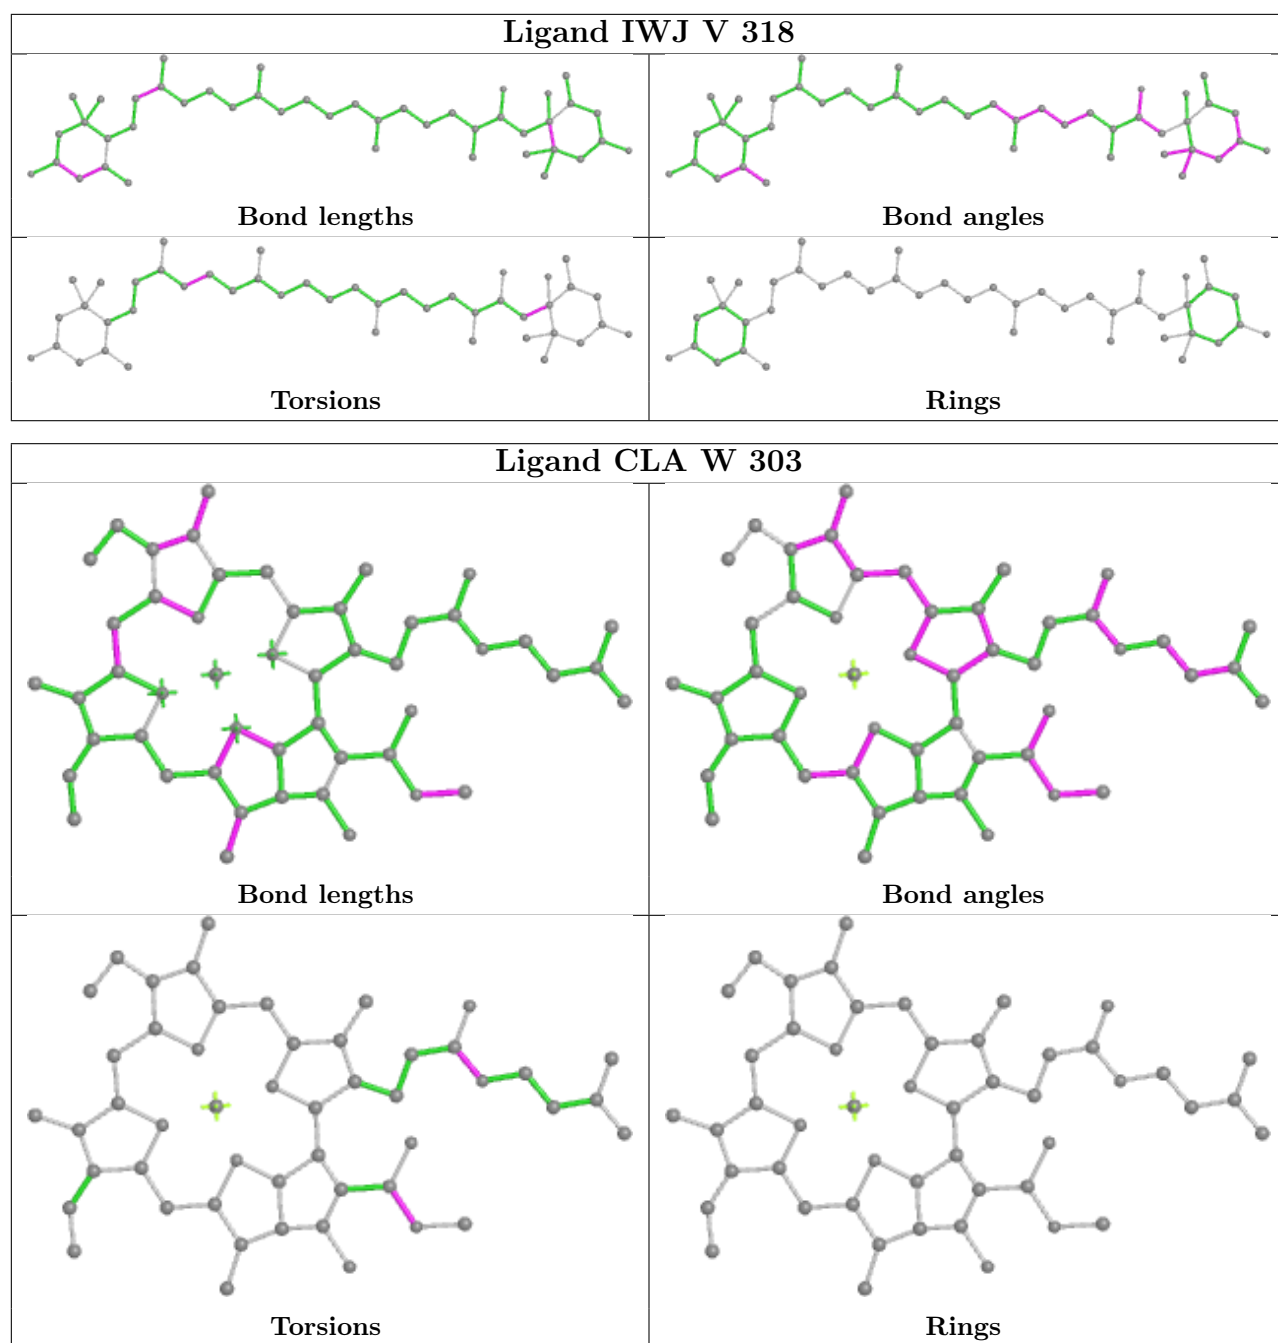 Ligand IWJ V 318
Bond lengths
Bond angles
Torsions
Rings
Ligand CLA W 303
Bond lengths
Bond angles
Torsions
Rings